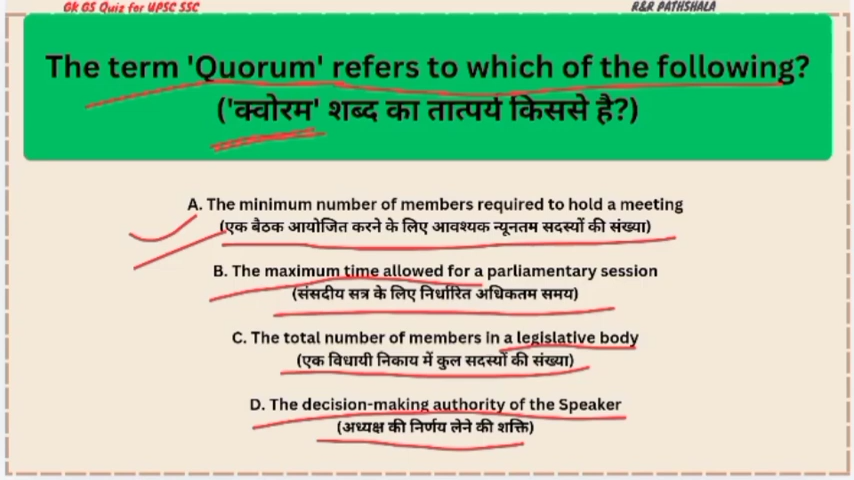 GK GS Quiz for UPSC SSC
R&R PATHSHALA
The term 'Quorum' refers to which of the following?
('क्वोरम' शब्द का तात्पर्य किससे है?)
A. The minimum number of members required to hold a meeting
(एक बैठक आयोजित करने के लिए आवश्यक न्यूनतम सदस्यों की संख्या)
B. The maximum time allowed for a parliamentary session
(संसदीय सत्र के लिए निर्धारित अधिकतम समय)
C. The total number of members in a legislative body
(एक विधायी निकाय में कुल सदस्यों की संख्या)
D. The decision-making authority of the Speaker
(अध्यक्ष की निर्णय लेने की शक्ति)